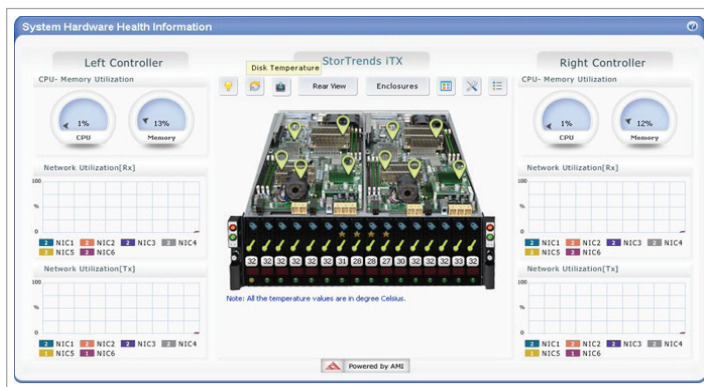 System Hardware Health Information
Left Controller
StorTrends iTX
Right Controller
Disk Temperature
CPU- Memory Utilization
CPU- Memory Utilization
Rear View
Enclosures
1%
CPU
13%
Memory
1%
CPU
12%
Memory
Network Utilization[Rx]
100
%
0
2 NIC1 2 NIC2 2 NIC3 2 NIC4
1 NIC5 2 NIC6
Network Utilization[Rx]
100
%
0
2 NIC1 2 NIC2 2 NIC3 2 NIC4
1 NIC5 2 NIC6
32 32 32 32 32 31 28 28 27 30 32 32 32 32 33 32
Note: All the temperature values are in degree Celsius.
Network Utilization[Tx]
100
%
0
2 NIC1 2 NIC2 2 NIC3 2 NIC4
1 NIC5 1 NIC6
Network Utilization[Tx]
100
%
0
2 NIC1 2 NIC2 2 NIC3 2 NIC4
1 NIC5 1 NIC6
Powered by AMI